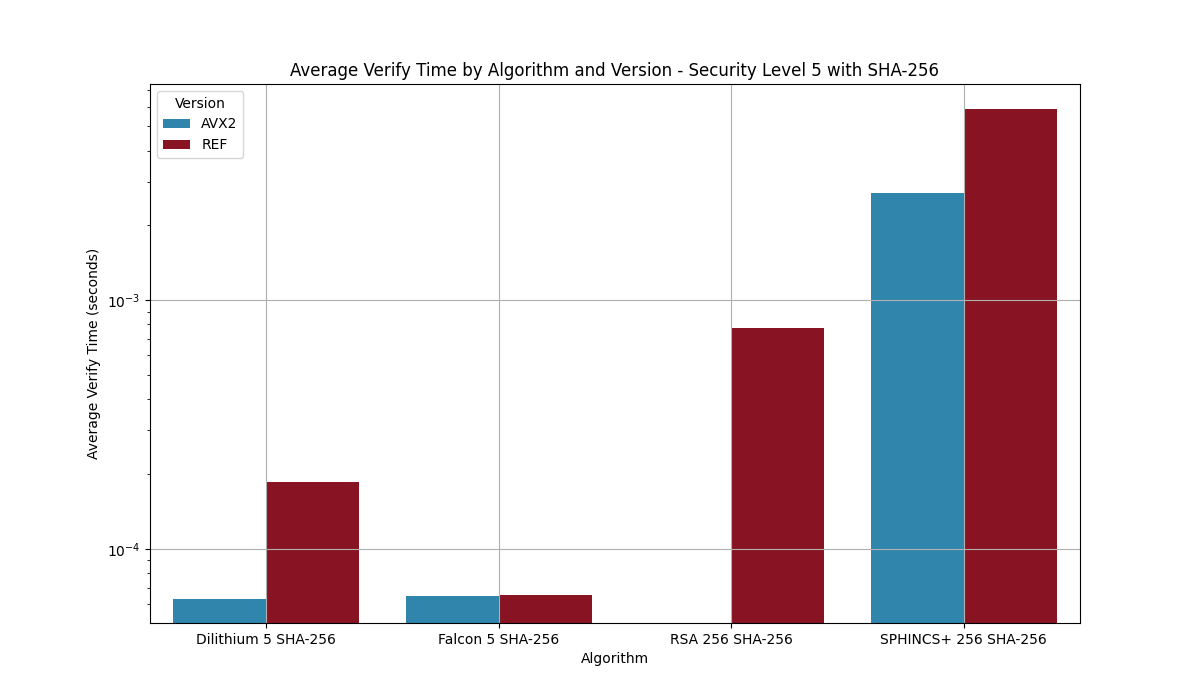 Average Verify Time by Algorithm and Version - Security Level 5 with SHA-256
Version
AVX2
REF
Average Verify Time (seconds)
10⁻³
10⁻⁴
Dilithium 5 SHA-256
Falcon 5 SHA-256
RSA 256 SHA-256
SPHINCS+ 256 SHA-256
Algorithm